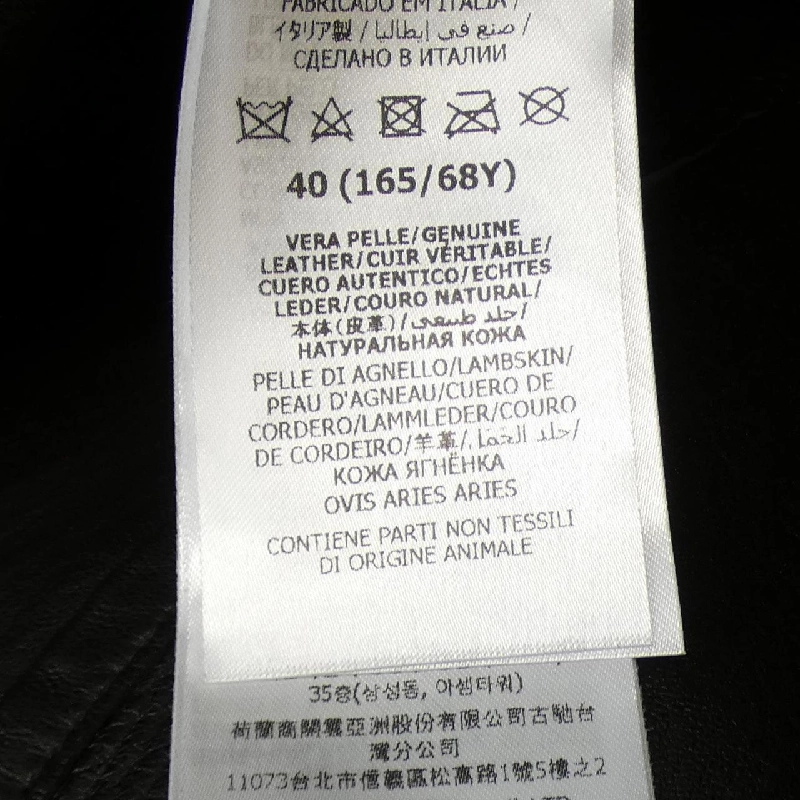 FABRICADO EM ITALIA /
イタリア製 / صنع في إيطاليا /
СДЕЛАНО В ИТАЛИИ
40 (165/68Y)
VERA PELLE/GENUINE
LEATHER/CUIR VÉRITABLE/
CUERO AUTENTICO/ECHTES
LEDER/COURO NATURAL/
本体(皮革)/جلد طبيعي/
НАТУРАЛЬНАЯ КОЖА
PELLE DI AGNELLO/LAMBSKIN/
PEAU D'AGNEAU/CUERO DE
CORDERO/LAMMLEDER/COURO
DE CORDEIRO/羊革/جلد الحمل/
КОЖА ЯГНЁНКА
OVIS ARIES ARIES
CONTIENE PARTI NON TESSILI
DI ORIGINE ANIMALE
35층(삼성동, 아셈타워)
荷蘭商關電亞洲股份有限公司古馳台
灣分公司
11073台北市信義區松高路1號5樓之2